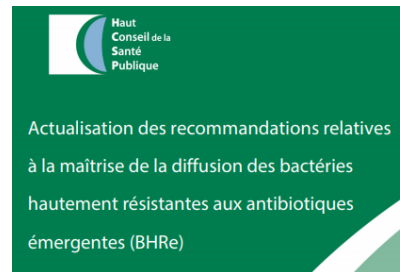 Haut
Conseil de la
Santé
Publique
Actualisation des recommandations relatives
à la maîtrise de la diffusion des bactéries
hautement résistantes aux antibiotiques
émergentes (BHRe)